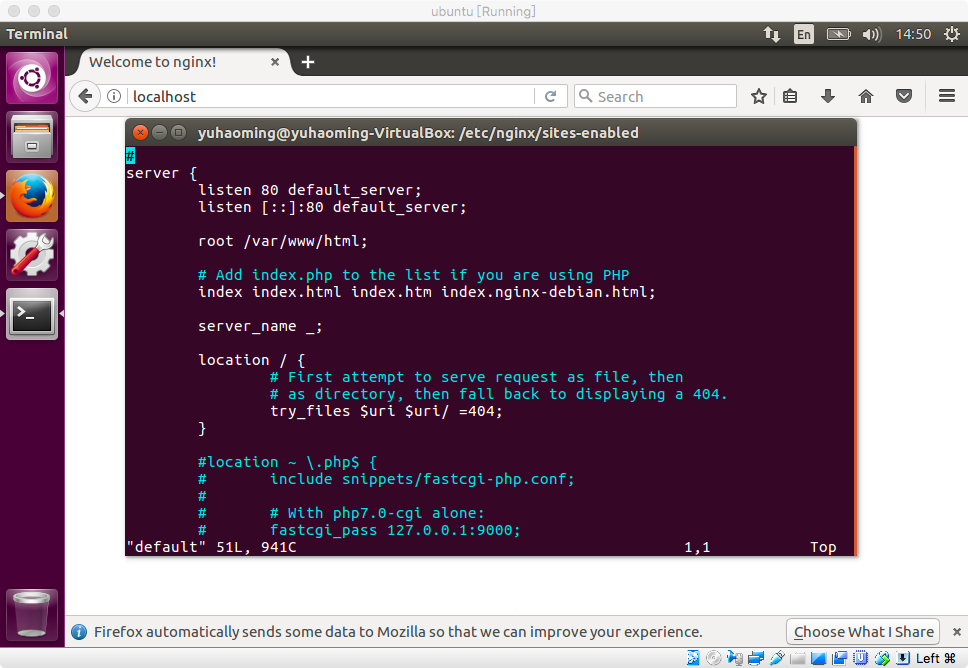 ubuntu [Running]
Terminal
En
14:50
Welcome to nginx!
localhost
Search
yuhaoming@yuhaoming-VirtualBox: /etc/nginx/sites-enabled
#
server {
listen 80 default_server;
listen [::]:80 default_server;
root /var/www/html;
# Add index.php to the list if you are using PHP
index index.html index.htm index.nginx-debian.html;
server_name _;
location / {
# First attempt to serve request as file, then
# as directory, then fall back to displaying a 404.
try_files $uri $uri/ =404;
}
#location ~ \.php$ {
# include snippets/fastcgi-php.conf;
#
# # With php7.0-cgi alone:
# fastcgi_pass 127.0.0.1:9000;
"default" 51L, 941C 1,1 Top
Firefox automatically sends some data to Mozilla so that we can improve your experience.
Choose What I Share
Left ⌘